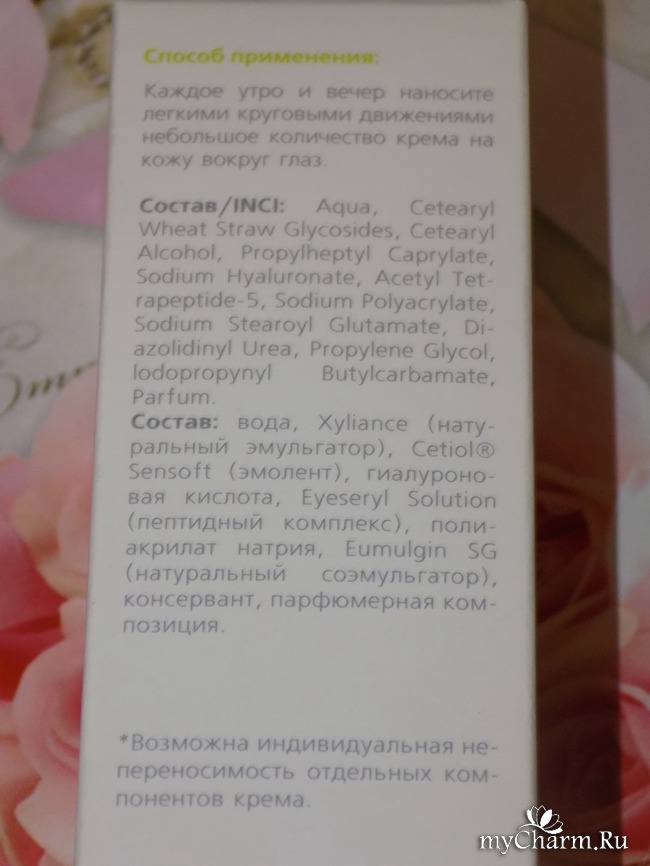 Способ применения:
Каждое утро и вечер наносите
легкими круговыми движениями
небольшое количество крема на
кожу вокруг глаз.
Состав/INCI: Aqua, Cetearyl
Wheat Straw Glycosides, Cetearyl
Alcohol, Propylheptyl Caprylate,
Sodium Hyaluronate, Acetyl Tet-
rapeptide-5, Sodium Polyacrylate,
Sodium Stearoyl Glutamate, Di-
azolidinyl Urea, Propylene Glycol,
Iodopropynyl Butylcarbamate,
Parfum.
Состав: вода, Xyliance (нату-
ральный эмульгатор), Cetiol®
Sensoft (эмолент), гиалуроно-
вая кислота, Eyeseryl Solution
(пептидный комплекс), поли-
акрилат натрия, Eumulgin SG
(натуральный соэмульгатор),
консервант, парфюмерная ком-
позиция.
*Возможна индивидуальная не-
переносимость отдельных ком-
понентов крема.
myCharm.Ru